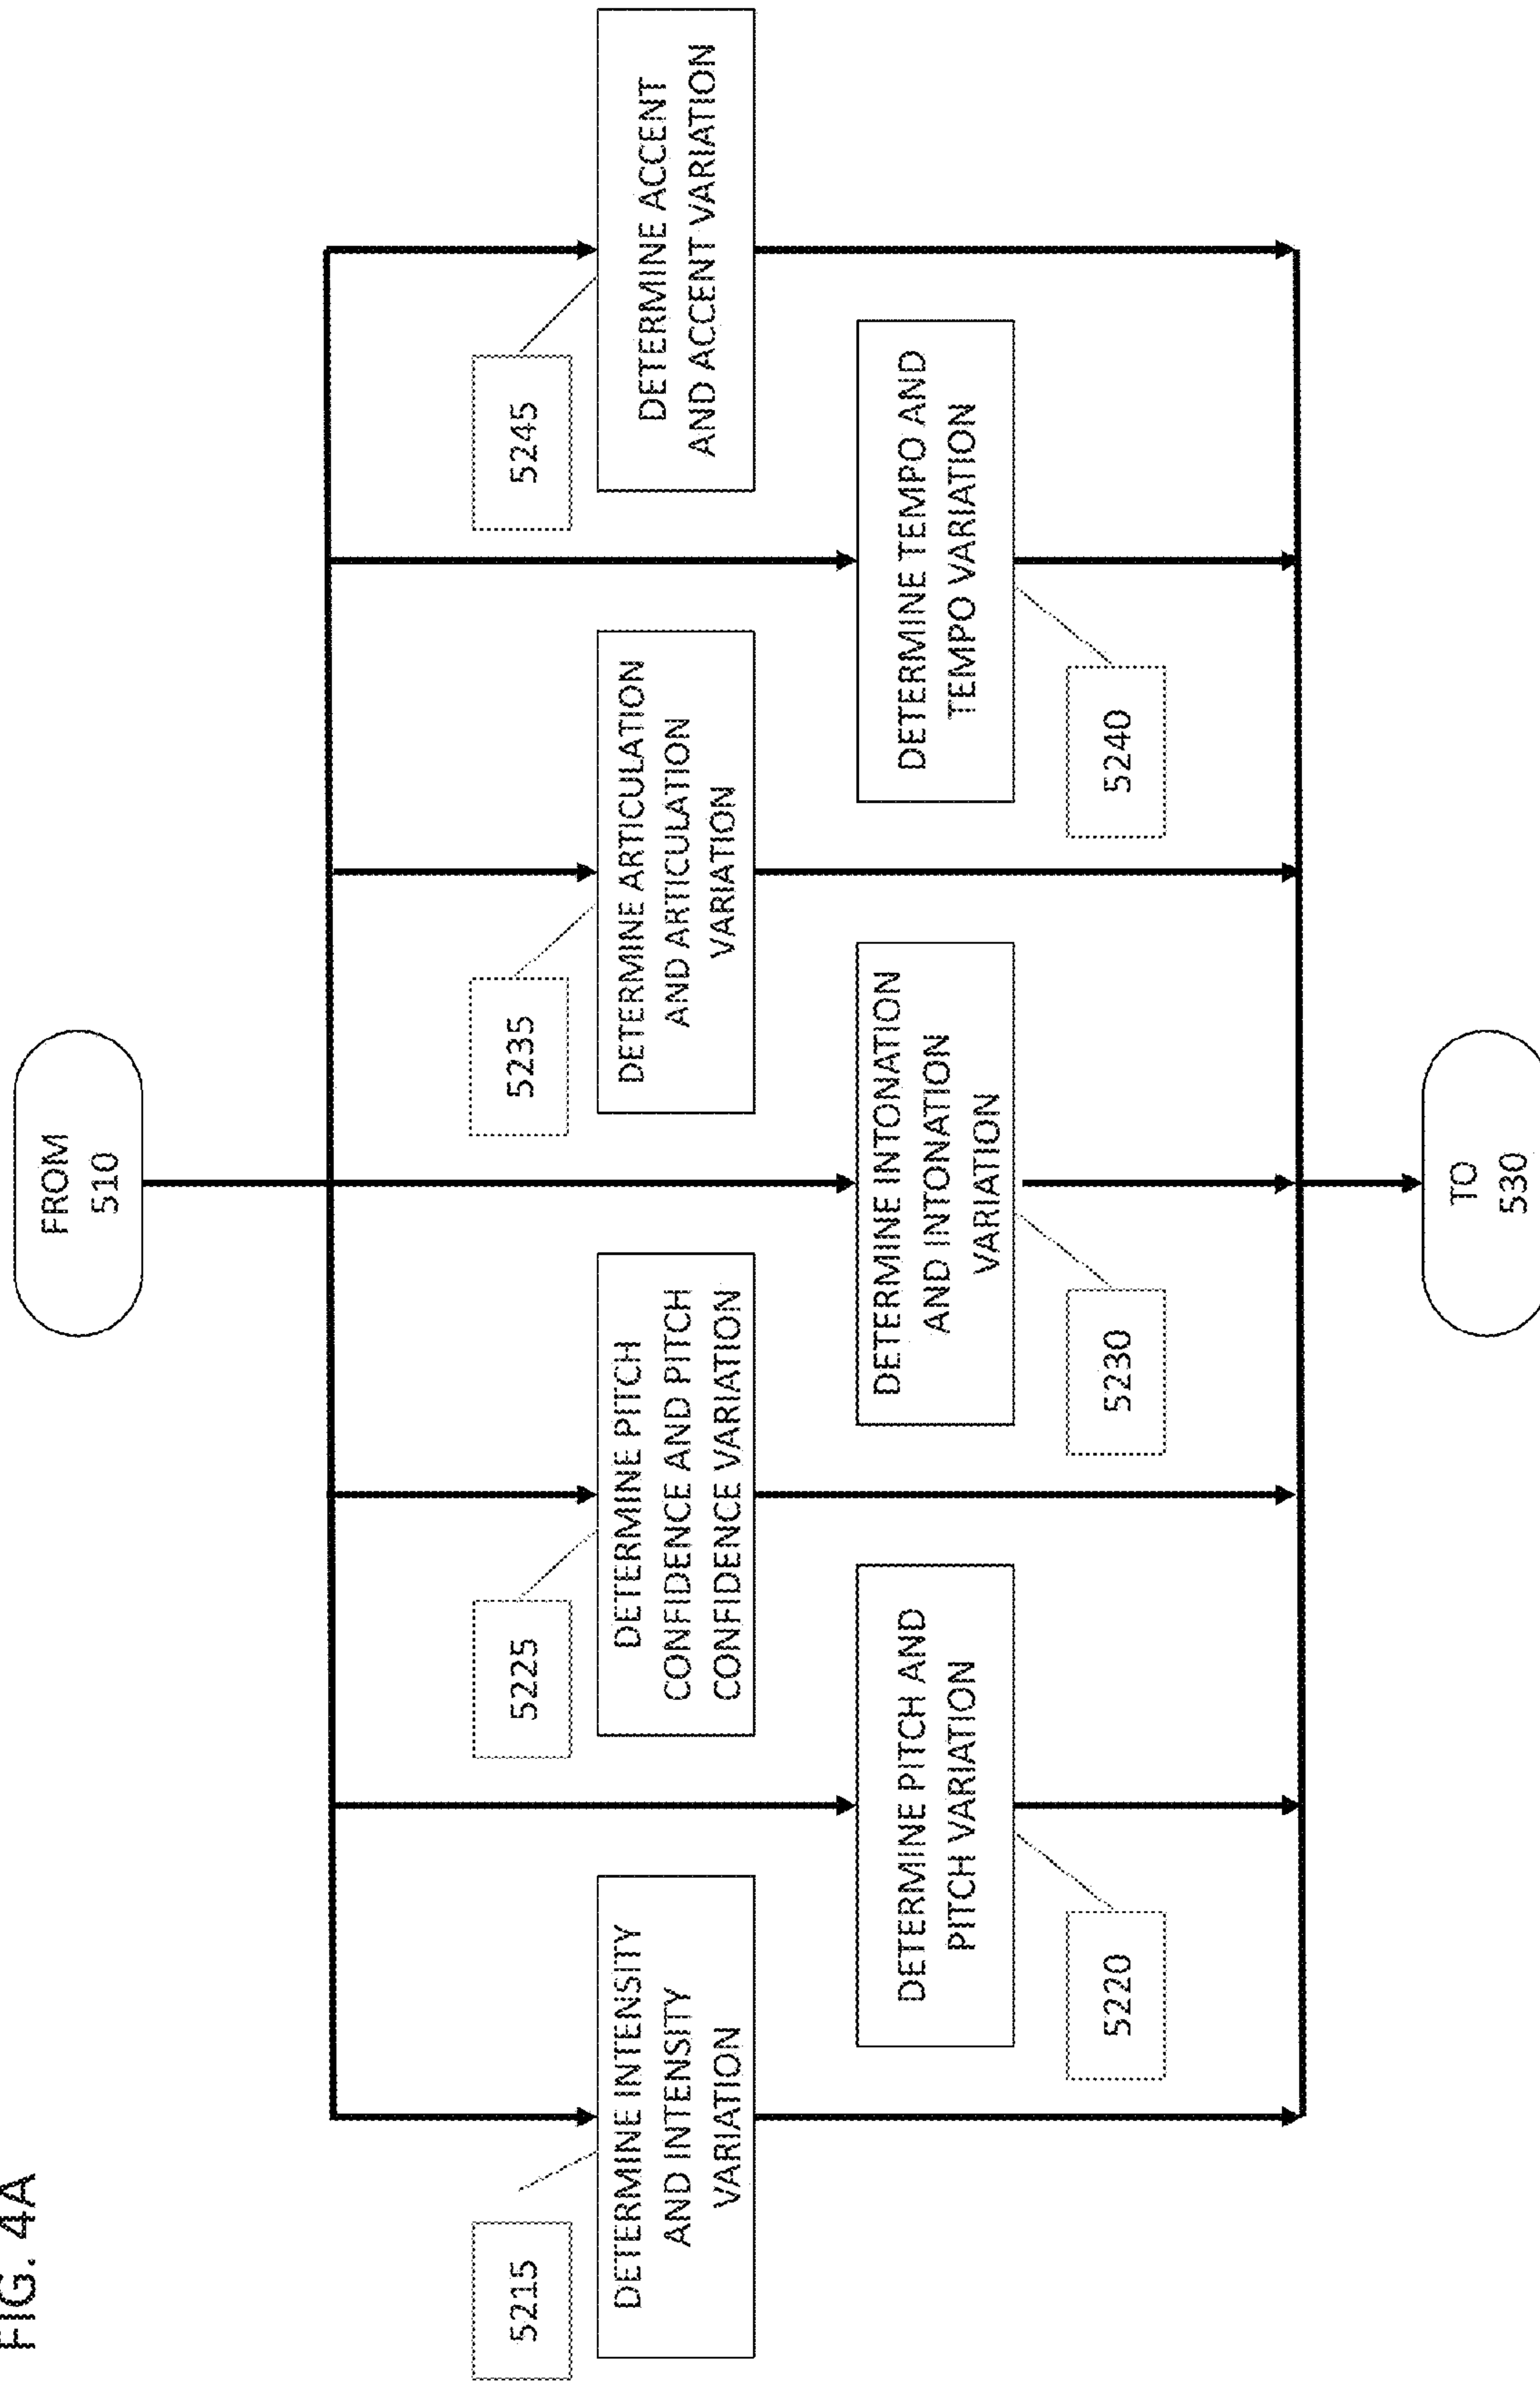 FIG. 4A
FROM
510
5215
DETERMINE INTENSITY
AND INTENSITY
VARIATION
5225
DETERMINE PITCH
CONFIDENCE AND PITCH
CONFIDENCE VARIATION
5235
DETERMINE ARTICULATION
AND ARTICULATION
VARIATION
5245
DETERMINE ACCENT
AND ACCENT VARIATION
DETERMINE PITCH AND
PITCH VARIATION
5220
DETERMINE INTONATION
AND INTONATION
VARIATION
5230
DETERMINE TEMPO AND
TEMPO VARIATION
5240
TO
530